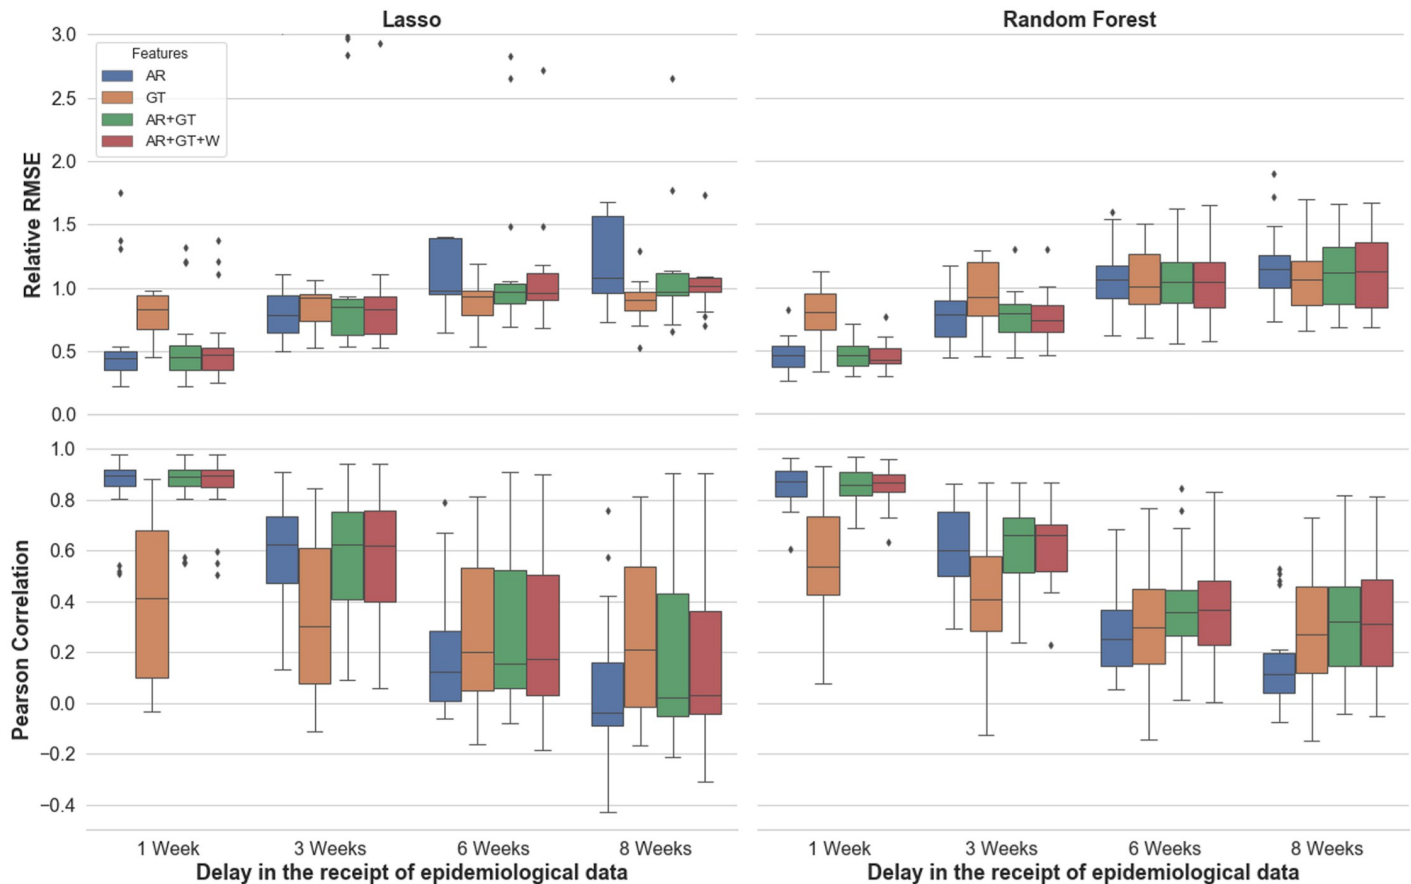 Lasso
Random Forest
Relative RMSE
3.0
2.5
2.0
1.5
1.0
0.5
0.0
Features
AR
GT
AR+GT
AR+GT+W
Pearson Correlation
1.0
0.8
0.6
0.4
0.2
0.0
−0.2
−0.4
1 Week
3 Weeks
6 Weeks
8 Weeks
Delay in the receipt of epidemiological data
1 Week
3 Weeks
6 Weeks
8 Weeks
Delay in the receipt of epidemiological data